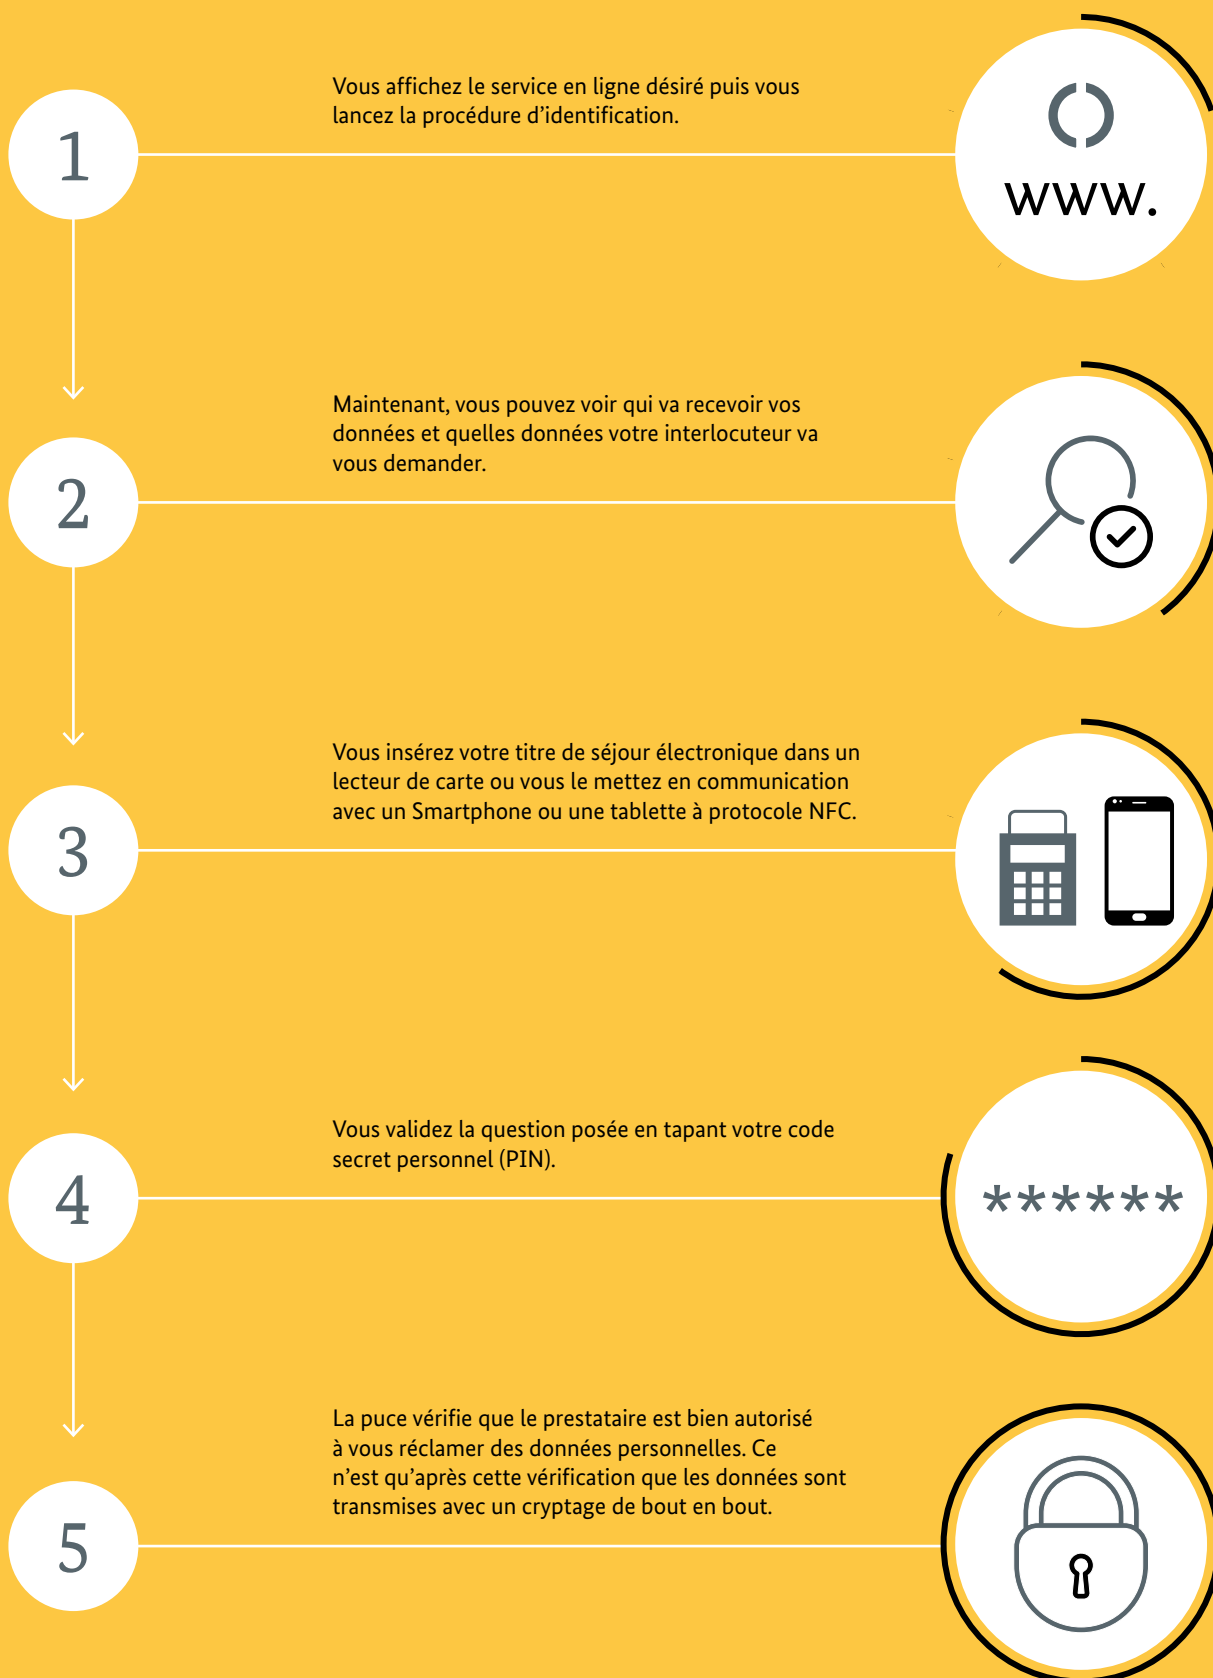 1
Vous affichez le service en ligne désiré puis vous
lancez la procédure d’identification.
www.
2
Maintenant, vous pouvez voir qui va recevoir vos
données et quelles données votre interlocuteur va
vous demander.
3
Vous insérez votre titre de séjour électronique dans un
lecteur de carte ou vous le mettez en communication
avec un Smartphone ou une tablette à protocole NFC.
4
Vous validez la question posée en tapant votre code
secret personnel (PIN).
******
5
La puce vérifie que le prestataire est bien autorisé
à vous réclamer des données personnelles. Ce
n’est qu’après cette vérification que les données sont
transmises avec un cryptage de bout en bout.